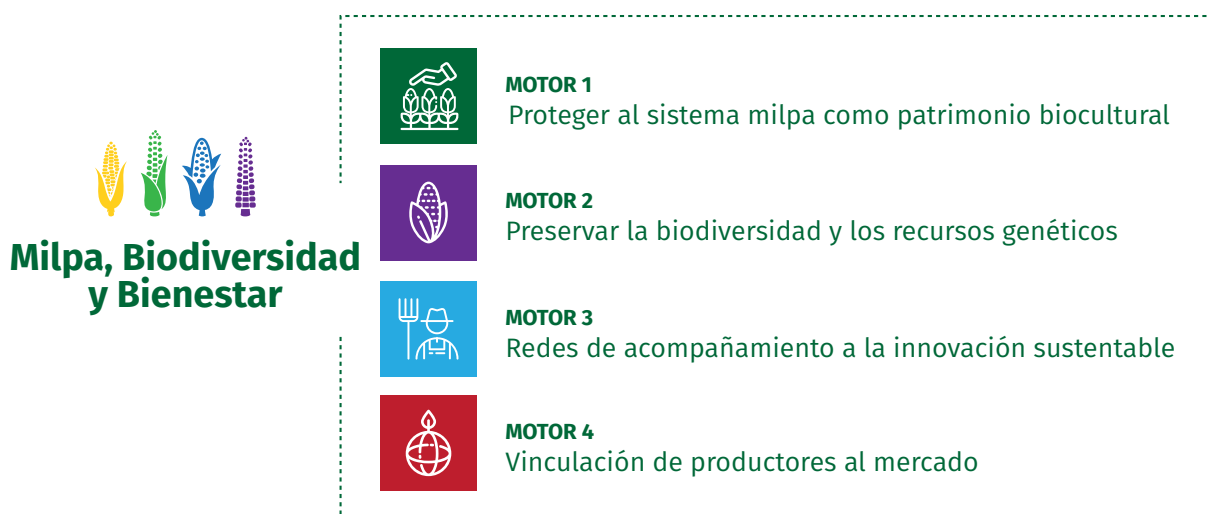 Milpa, Biodiversidad
y Bienestar
MOTOR 1
Proteger al sistema milpa como patrimonio biocultural
MOTOR 2
Preservar la biodiversidad y los recursos genéticos
MOTOR 3
Redes de acompañamiento a la innovación sustentable
MOTOR 4
Vinculación de productores al mercado